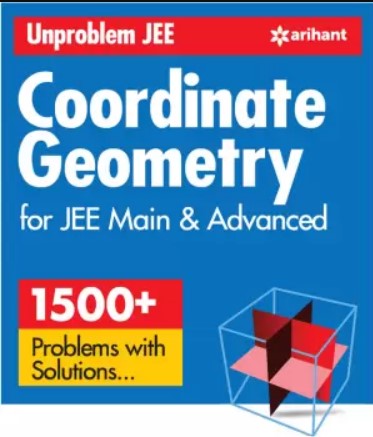 Unproblem JEE
arihant
Coordinate
Geometry
for JEE Main & Advanced
1500+
Problems with
Solutions...